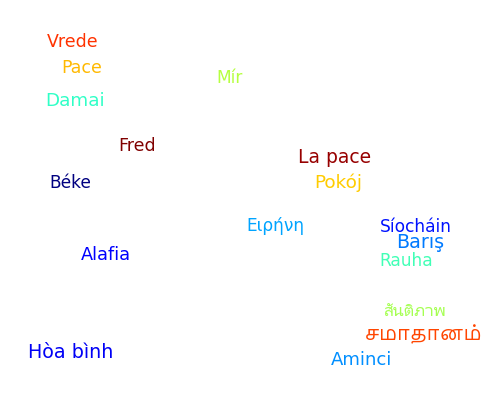 Vrede
Pace
Mír
Damai
Fred
La pace
Béke
Pokój
Ειρήνη
Síocháin
Barış
Alafia
Rauha
สันติภาพ
சமாதானம்
Hòa bình
Aminci